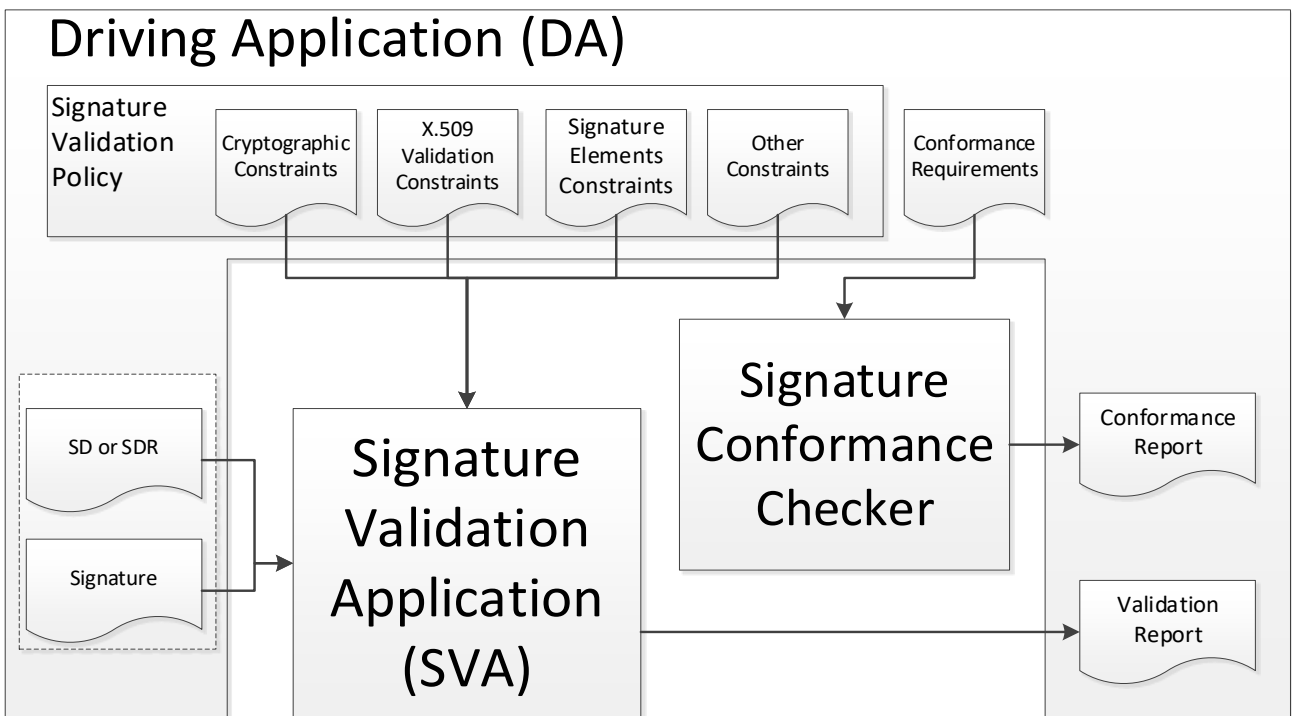 Driving Application (DA)
Signature
Validation
Policy
Cryptographic
Constraints
X.509
Validation
Constraints
Signature
Elements
Constraints
Other
Constraints
Conformance
Requirements
SD or SDR
Signature
Signature
Validation
Application
(SVA)
Signature
Conformance
Checker
Conformance
Report
Validation
Report